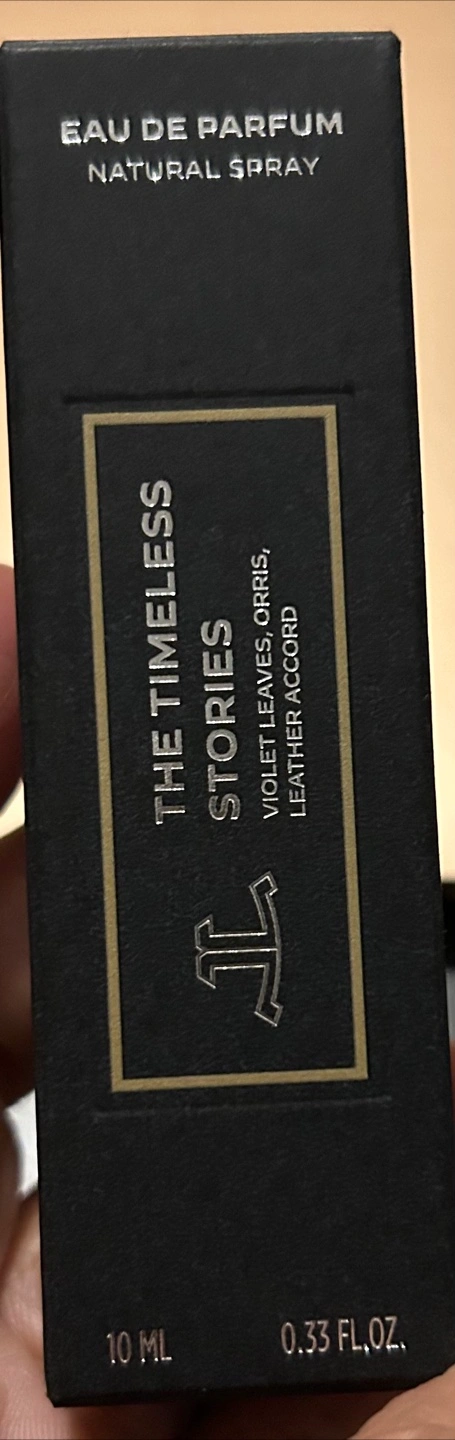 EAU DE PARFUM
NATURAL SPRAY
THE TIMELESS
STORIES
VIOLET LEAVES, ORRIS,
LEATHER ACCORD
JL
10 ML
0.33 FL.OZ.